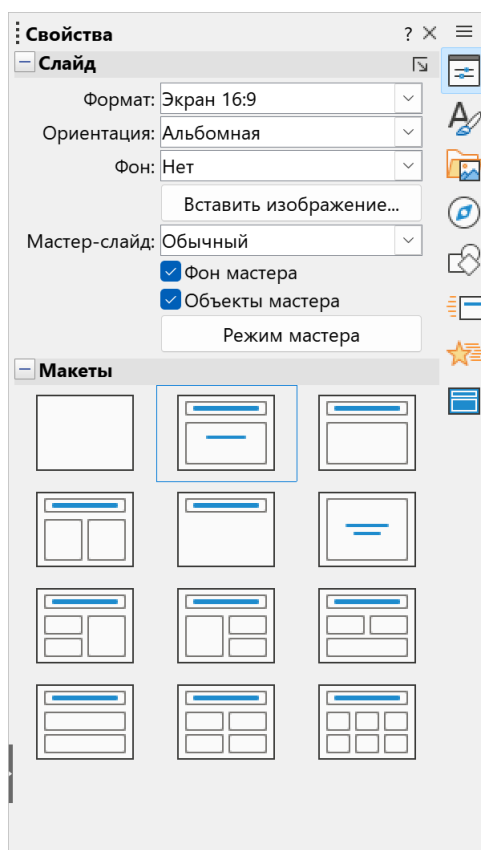 Свойства
Слайд
Формат: Экран 16:9
Ориентация: Альбомная
Фон: Нет
Вставить изображение...
Мастер-слайд: Обычный
Фон мастера
Объекты мастера
Режим мастера
Макеты